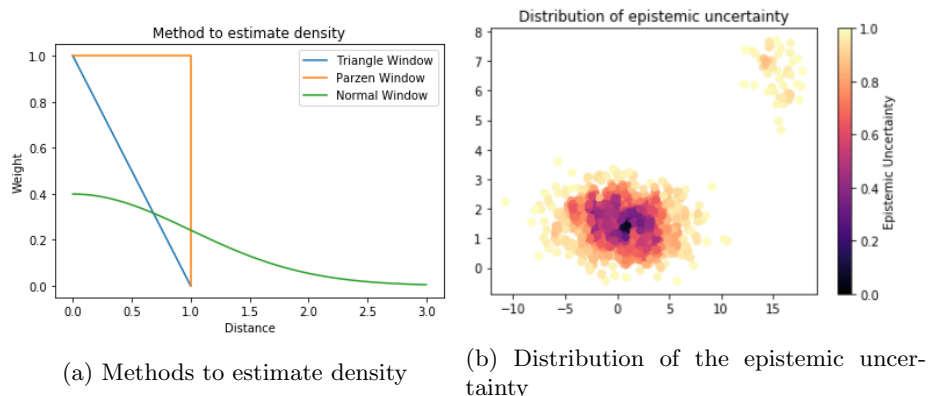 Method to estimate density
Triangle Window
Parzen Window
Normal Window
1.0
0.8
0.6
0.4
0.2
0.0
Weight
0.0 0.5 1.0 1.5 2.0 2.5 3.0
Distance
(a) Methods to estimate density
Distribution of epistemic uncertainty
8
7
6
5
4
3
2
1
0
−10 −5 0 5 10 15
1.0
0.8
0.6
0.4
0.2
0.0
Epistemic Uncertainty
(b) Distribution of the epistemic uncer-
tainty